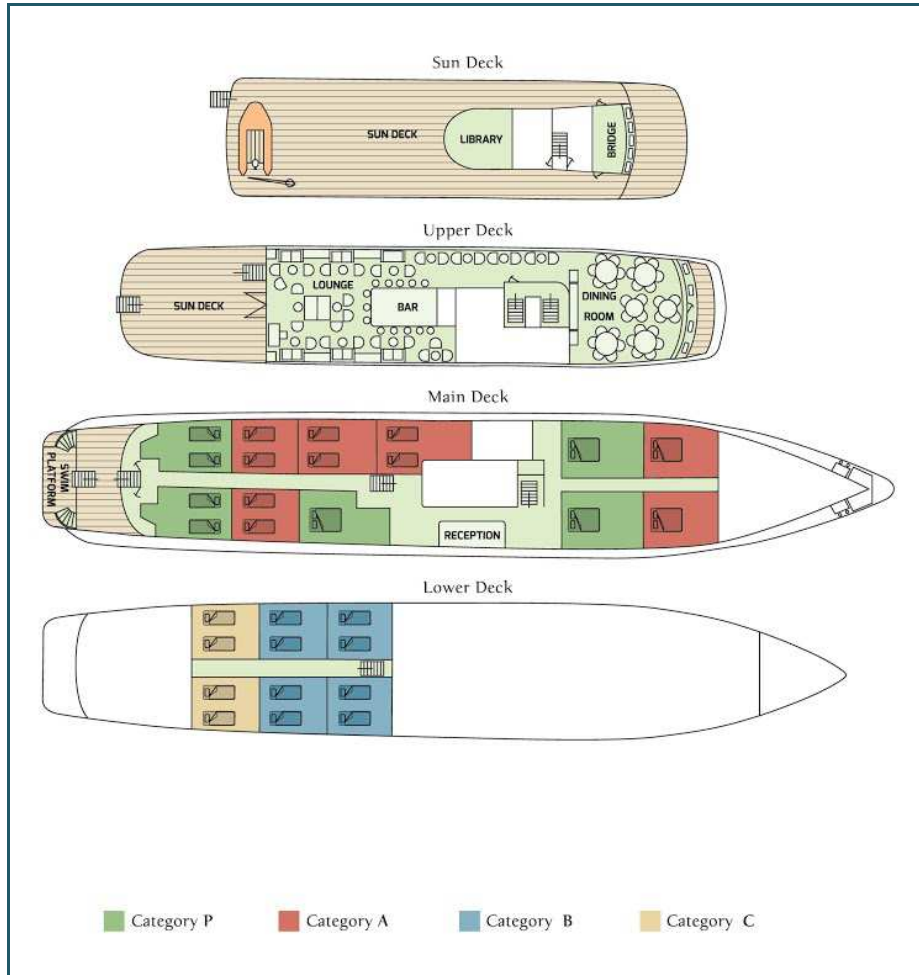 Sun Deck
SUN DECK
LIBRARY
BRIDGE
Upper Deck
SUN DECK
LOUNGE
BAR
DINING
ROOM
Main Deck
SWIM
PLATFORM
RECEPTION
Lower Deck
Category P
Category A
Category B
Category C